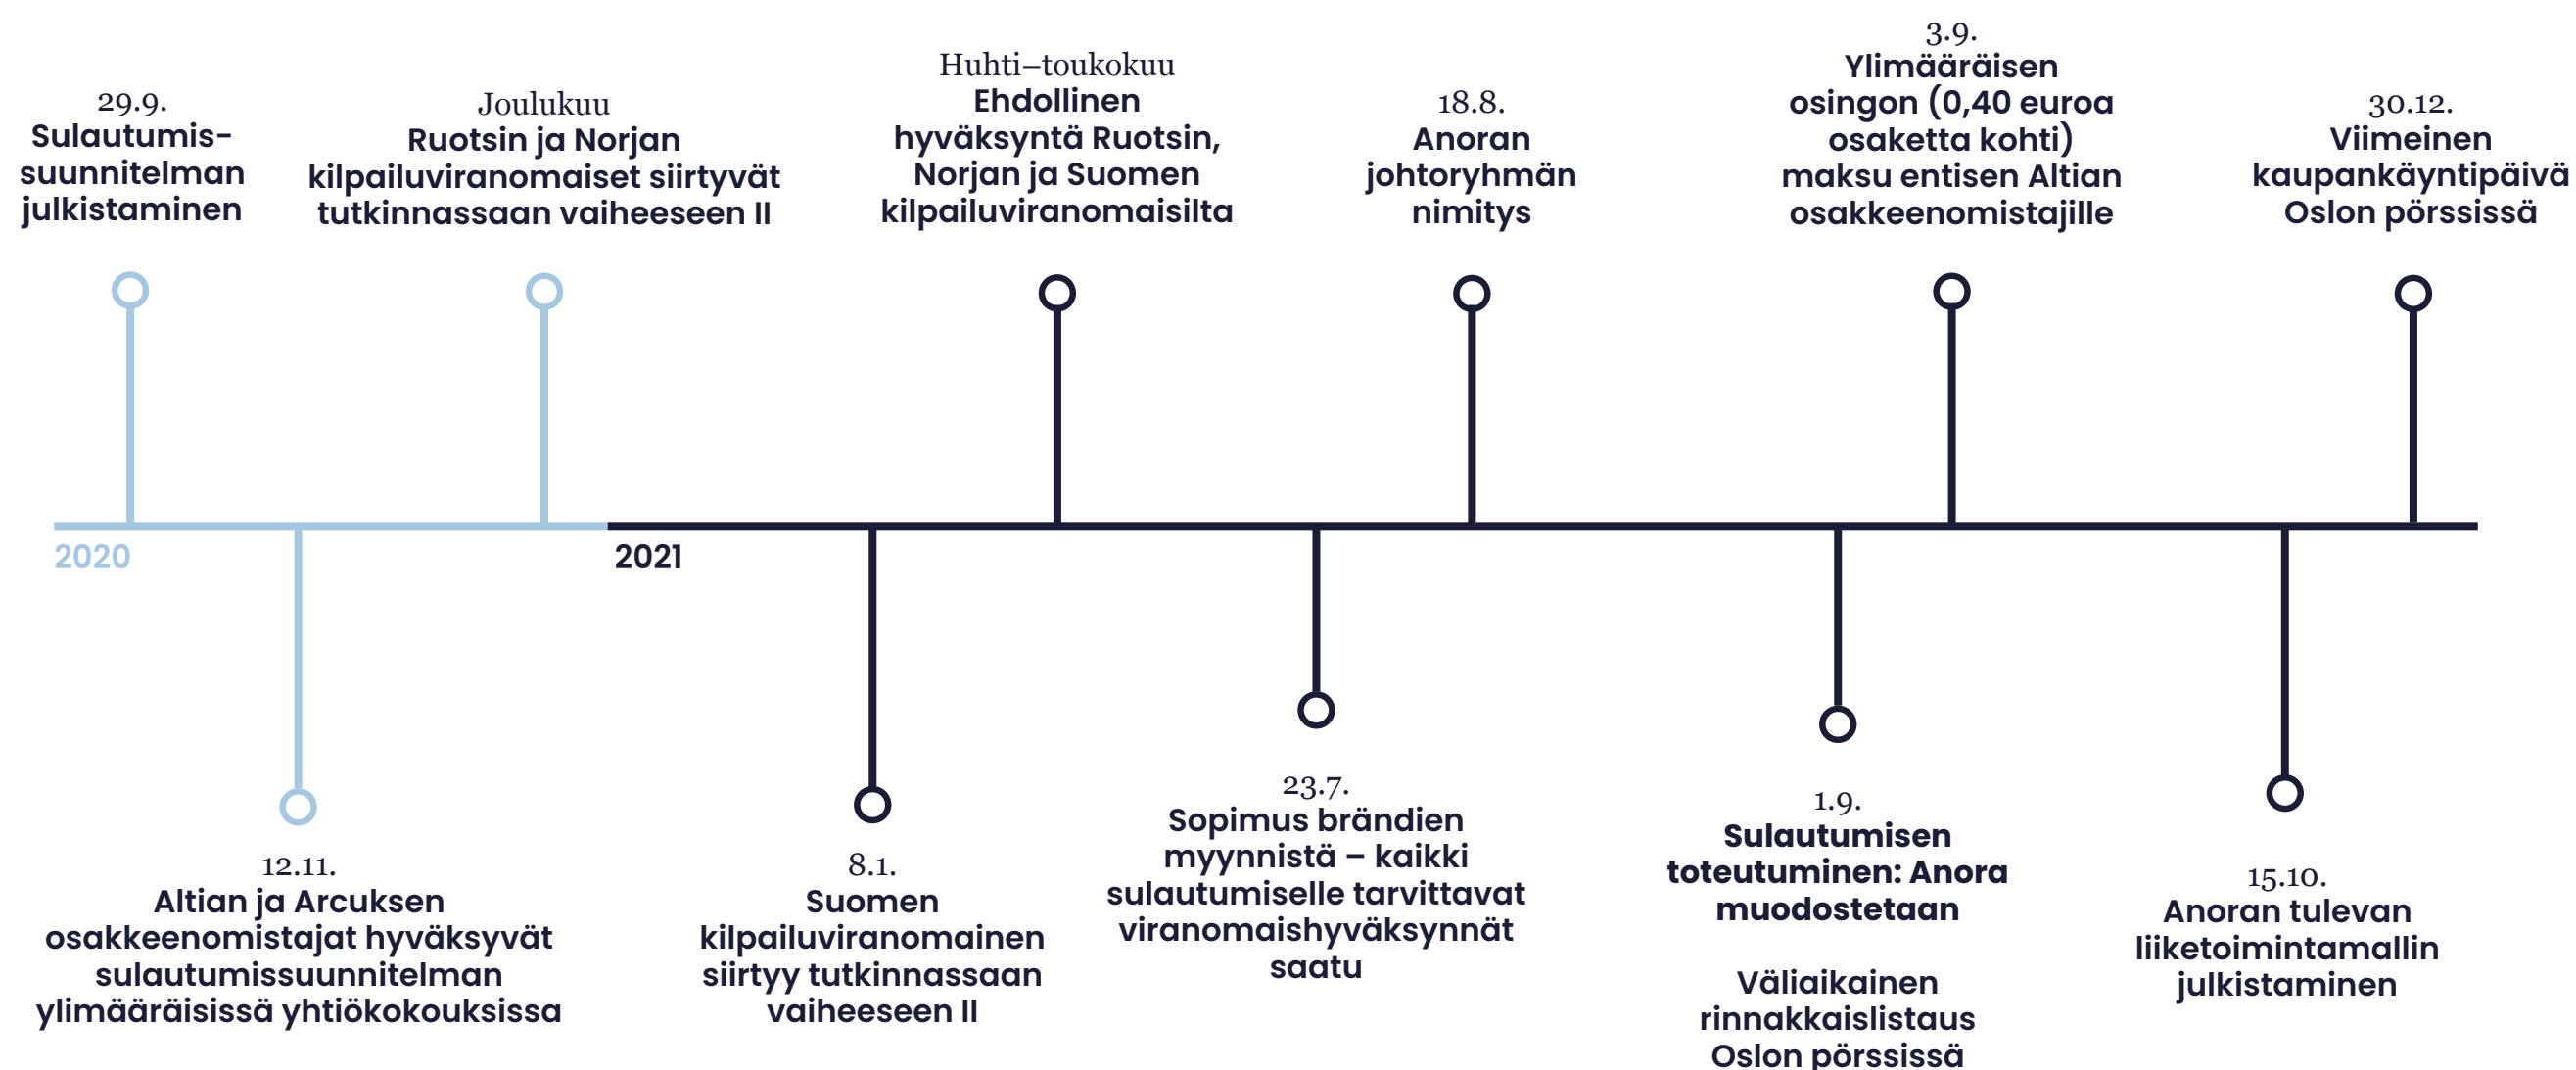 29.9.
Sulautumis-
suunnitelman
julkistaminen
Joulukuu
Ruotsin ja Norjan
kilpailuviranomaiset siirtyvät
tutkinnassaan vaiheeseen II
Huhti–toukokuu
Ehdollinen
hyväksyntä Ruotsin,
Norjan ja Suomen
kilpailuviranomaisilta
18.8.
Anoran
johtoryhmän
nimitys
3.9.
Ylimääräisen
osingon (0,40 euroa
osaketta kohti)
maksu entisen Altian
osakkeenomistajille
30.12.
Viimeinen
kaupankäyntipäivä
Oslon pörssissä
2020
2021
12.11.
Altian ja Arcuksen
osakkeenomistajat hyväksyvät
sulautumissuunnitelman
ylimääräisissä yhtiökokouksissa
8.1.
Suomen
kilpailuviranomainen
siirtyy tutkinnassaan
vaiheeseen II
23.7.
Sopimus brändien
myynnistä – kaikki
sulautumiselle tarvittavat
viranomaishyväksynnät
saatu
1.9.
Sulautumisen
toteutuminen: Anora
muodostetaan
Väliaikainen
rinnakkaislistaus
Oslon pörssissä
15.10.
Anoran tulevan
liiketoimintamallin
julkistaminen